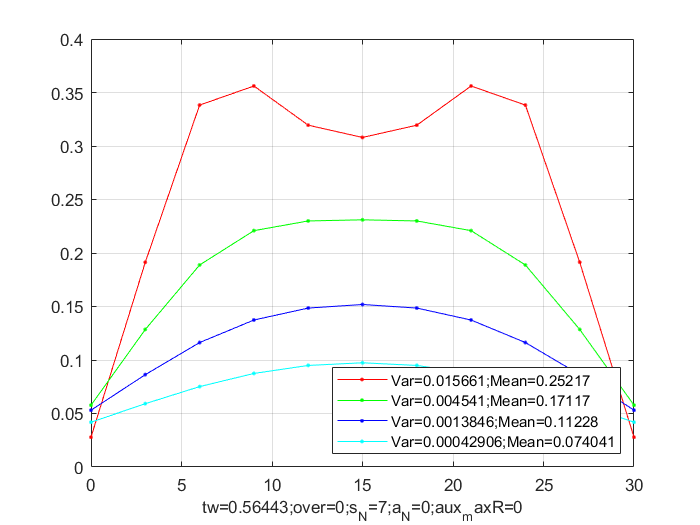 0.4
0.35
0.3
0.25
0.2
0.15
0.1
0.05
0
Var=0.015661;Mean=0.25217
Var=0.004541;Mean=0.17117
Var=0.0013846;Mean=0.11228
Var=0.00042906;Mean=0.074041
0 5 10 15 20 25 30
tw=0.56443;over=0;s_N=7;a_N=0;aux_maxR=0